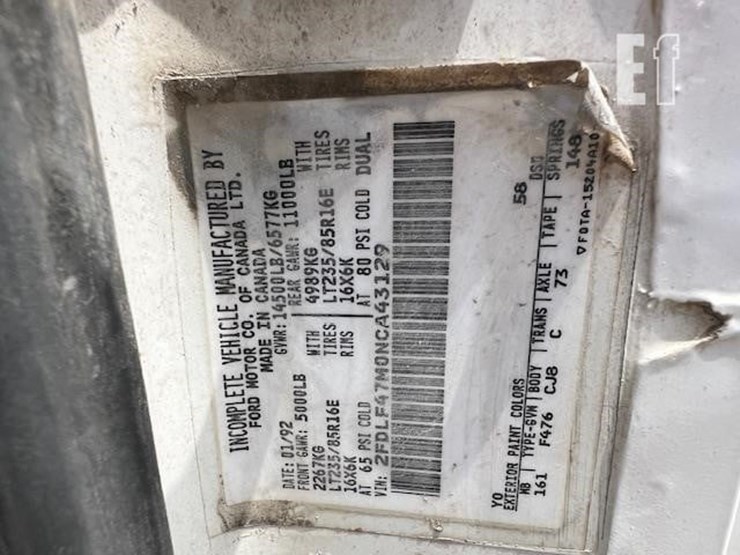 Ef
INCOMPLETE VEHICLE MANUFACTURED BY
FORD MOTOR CO. OF CANADA LTD.
MADE IN CANADA
GVWR: 14500LB/6577KG
DATE: 01/92
FRONT GAWR: 5000LB REAR GAWR: 11000LB
2267KG WITH 4989KG WITH
LT235/85R16E TIRES LT235/85R16E TIRES
16X6K RIMS 16X6K RIMS
AT 65 PSI COLD AT 80 PSI COLD DUAL
VIN: 2FDLF47M0NCA43129
YO 58 DSO
EXTERIOR PAINT COLORS
WB | TYPE-GVW | BODY | TRANS | AXLE | TAPE | SPRINGS
161 F476 CJ8 C 73 148
▽F0TA-15204A10